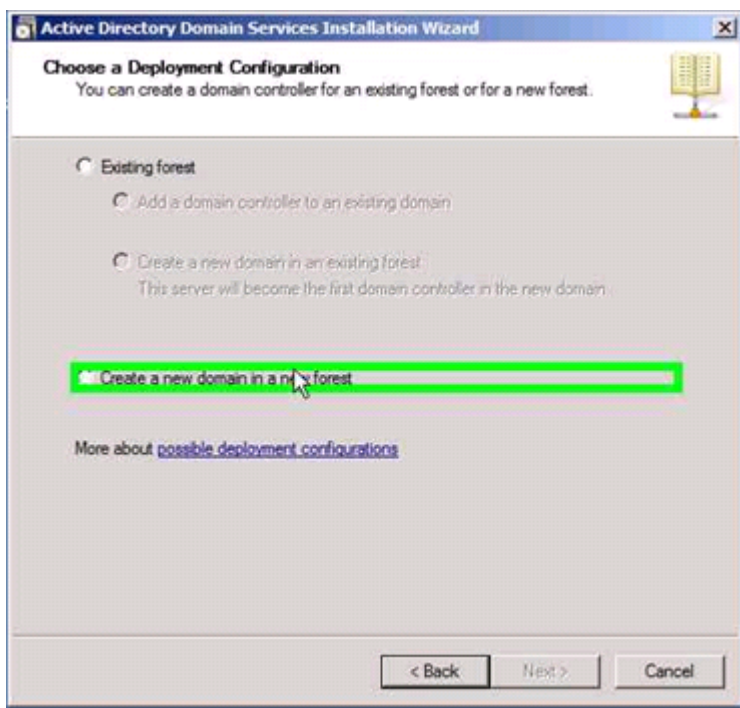 Active Directory Domain Services Installation Wizard
Choose a Deployment Configuration
You can create a domain controller for an existing forest or for a new forest.
Existing forest
Add a domain controller to an existing domain
Create a new domain in an existing forest
This server will become the first domain controller in the new domain.
Create a new domain in a new forest
More about possible deployment configurations
< Back Next > Cancel